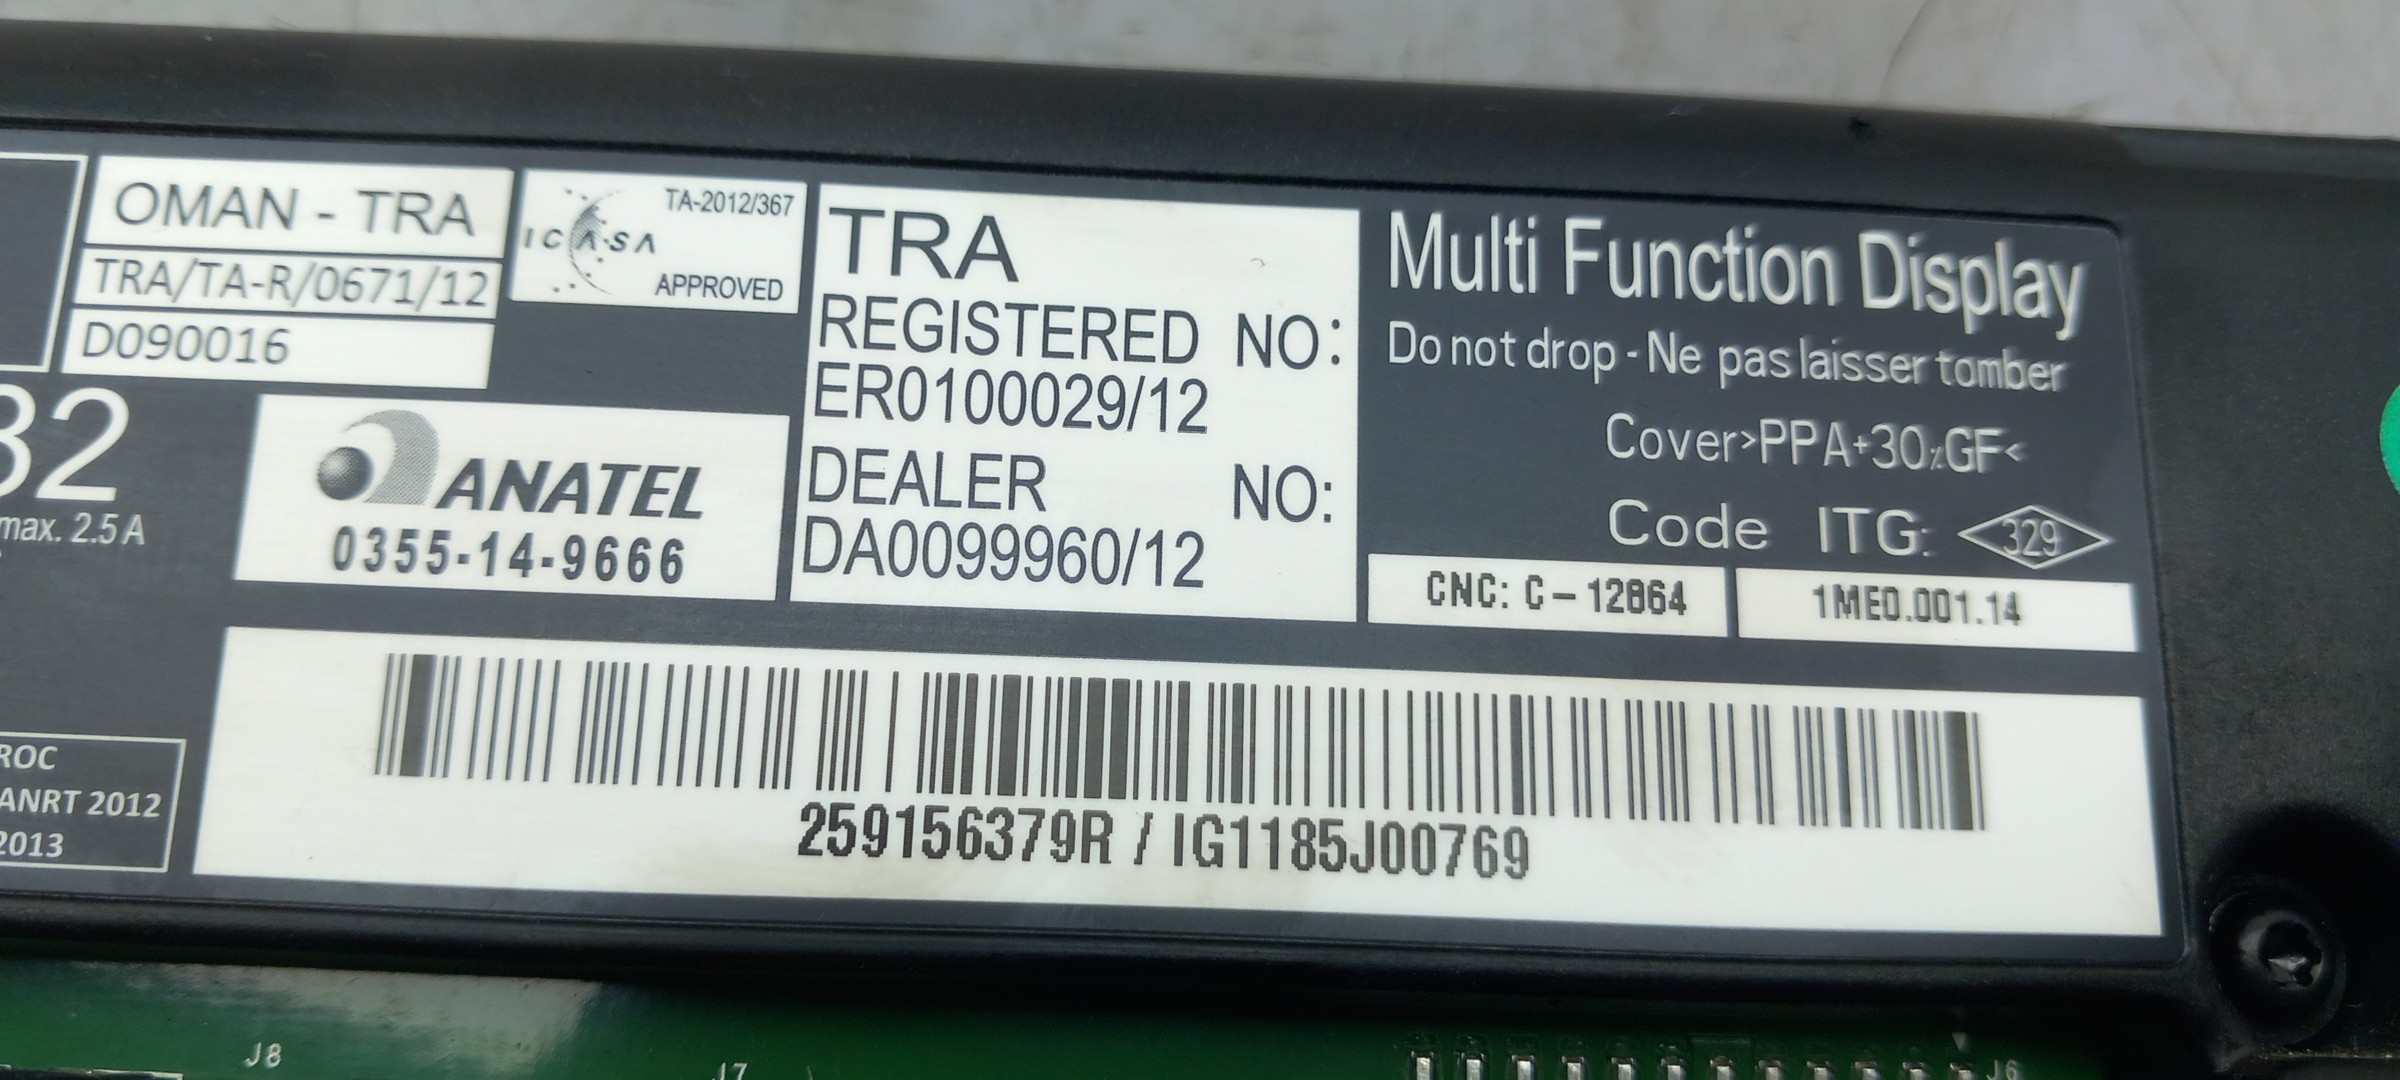 OMAN - TRA
TRA/TA-R/0671/12
D090016
ICASA
TA-2012/367
APPROVED
TRA
REGISTERED NO:
ER0100029/12
DEALER NO:
DA0099960/12
Multi Function Display
Do not drop - Ne pas laisser tomber
Cover>PPA+30%GF<
Code ITG: 329
CNC: C-12864
1ME0.001.14
32
max. 2.5 A
ANATEL
0355-14-9666
ROC
ANRT 2012
2013
259156379R / IG1185J00769
J8
J7
J6